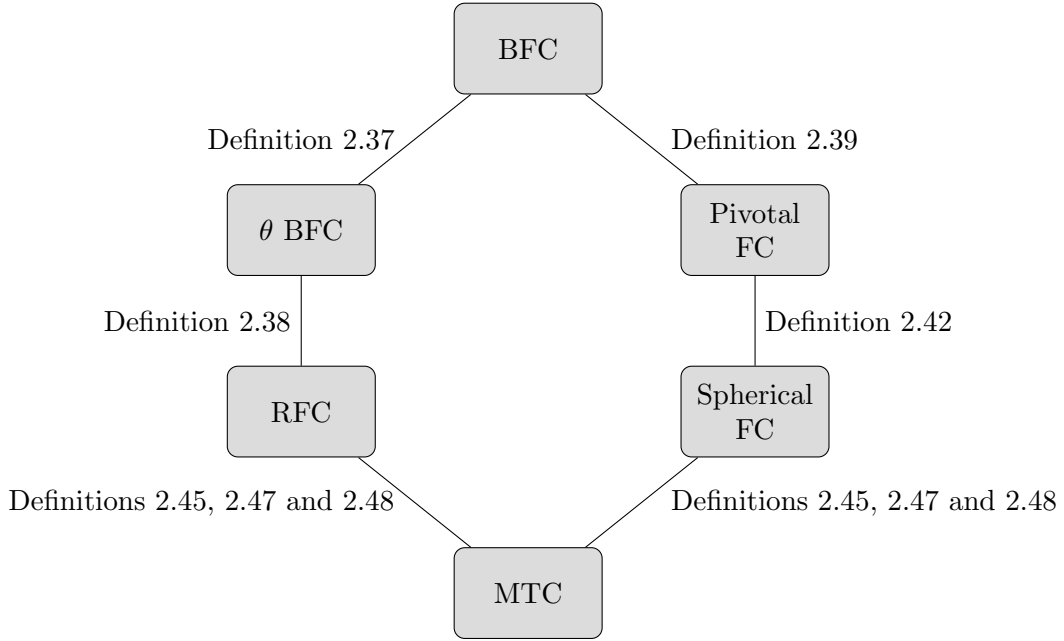 BFC
Definition 2.37
Definition 2.39
θ BFC
Pivotal
FC
Definition 2.38
Definition 2.42
RFC
Spherical
FC
Definitions 2.45, 2.47 and 2.48
Definitions 2.45, 2.47 and 2.48
MTC